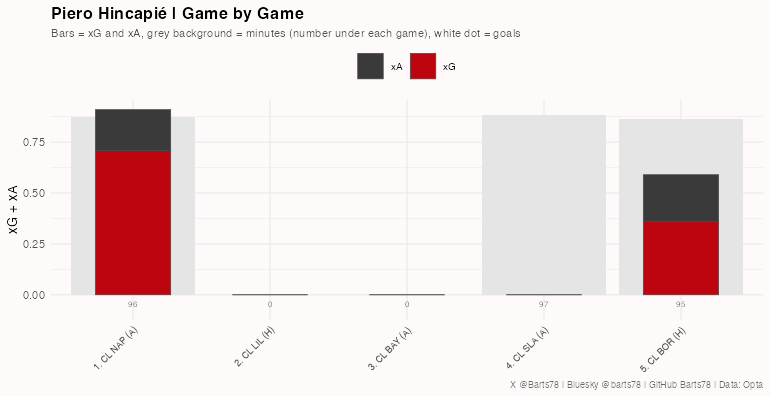 Piero Hincapié | Game by Game
Bars = xG and xA, grey background = minutes (number under each game), white dot = goals
xA xG
xG + xA
0.75
0.50
0.25
0.00
96 0 0 97 95
1. CL NAP (A) 2. CL LIL (H) 3. CL BAY (A) 4. CL SLA (A) 5. CL BOR (H)
X @Barts78 | Bluesky @barts78 | GitHub Barts78 | Data: Opta